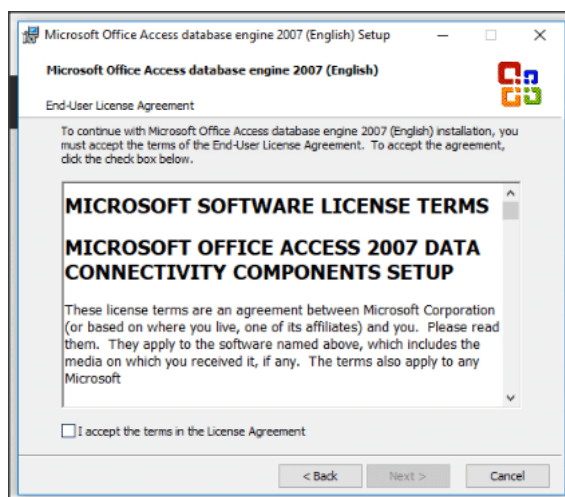 Microsoft Office Access database engine 2007 (English) Setup
Microsoft Office Access database engine 2007 (English)
End-User License Agreement
To continue with Microsoft Office Access database engine 2007 (English) installation, you
must accept the terms of the End-User License Agreement. To accept the agreement,
click the check box below.
MICROSOFT SOFTWARE LICENSE TERMS
MICROSOFT OFFICE ACCESS 2007 DATA
CONNECTIVITY COMPONENTS SETUP
These license terms are an agreement between Microsoft Corporation
(or based on where you live, one of its affiliates) and you. Please read
them. They apply to the software named above, which includes the
media on which you received it, if any. The terms also apply to any
Microsoft
I accept the terms in the License Agreement
< Back Next > Cancel